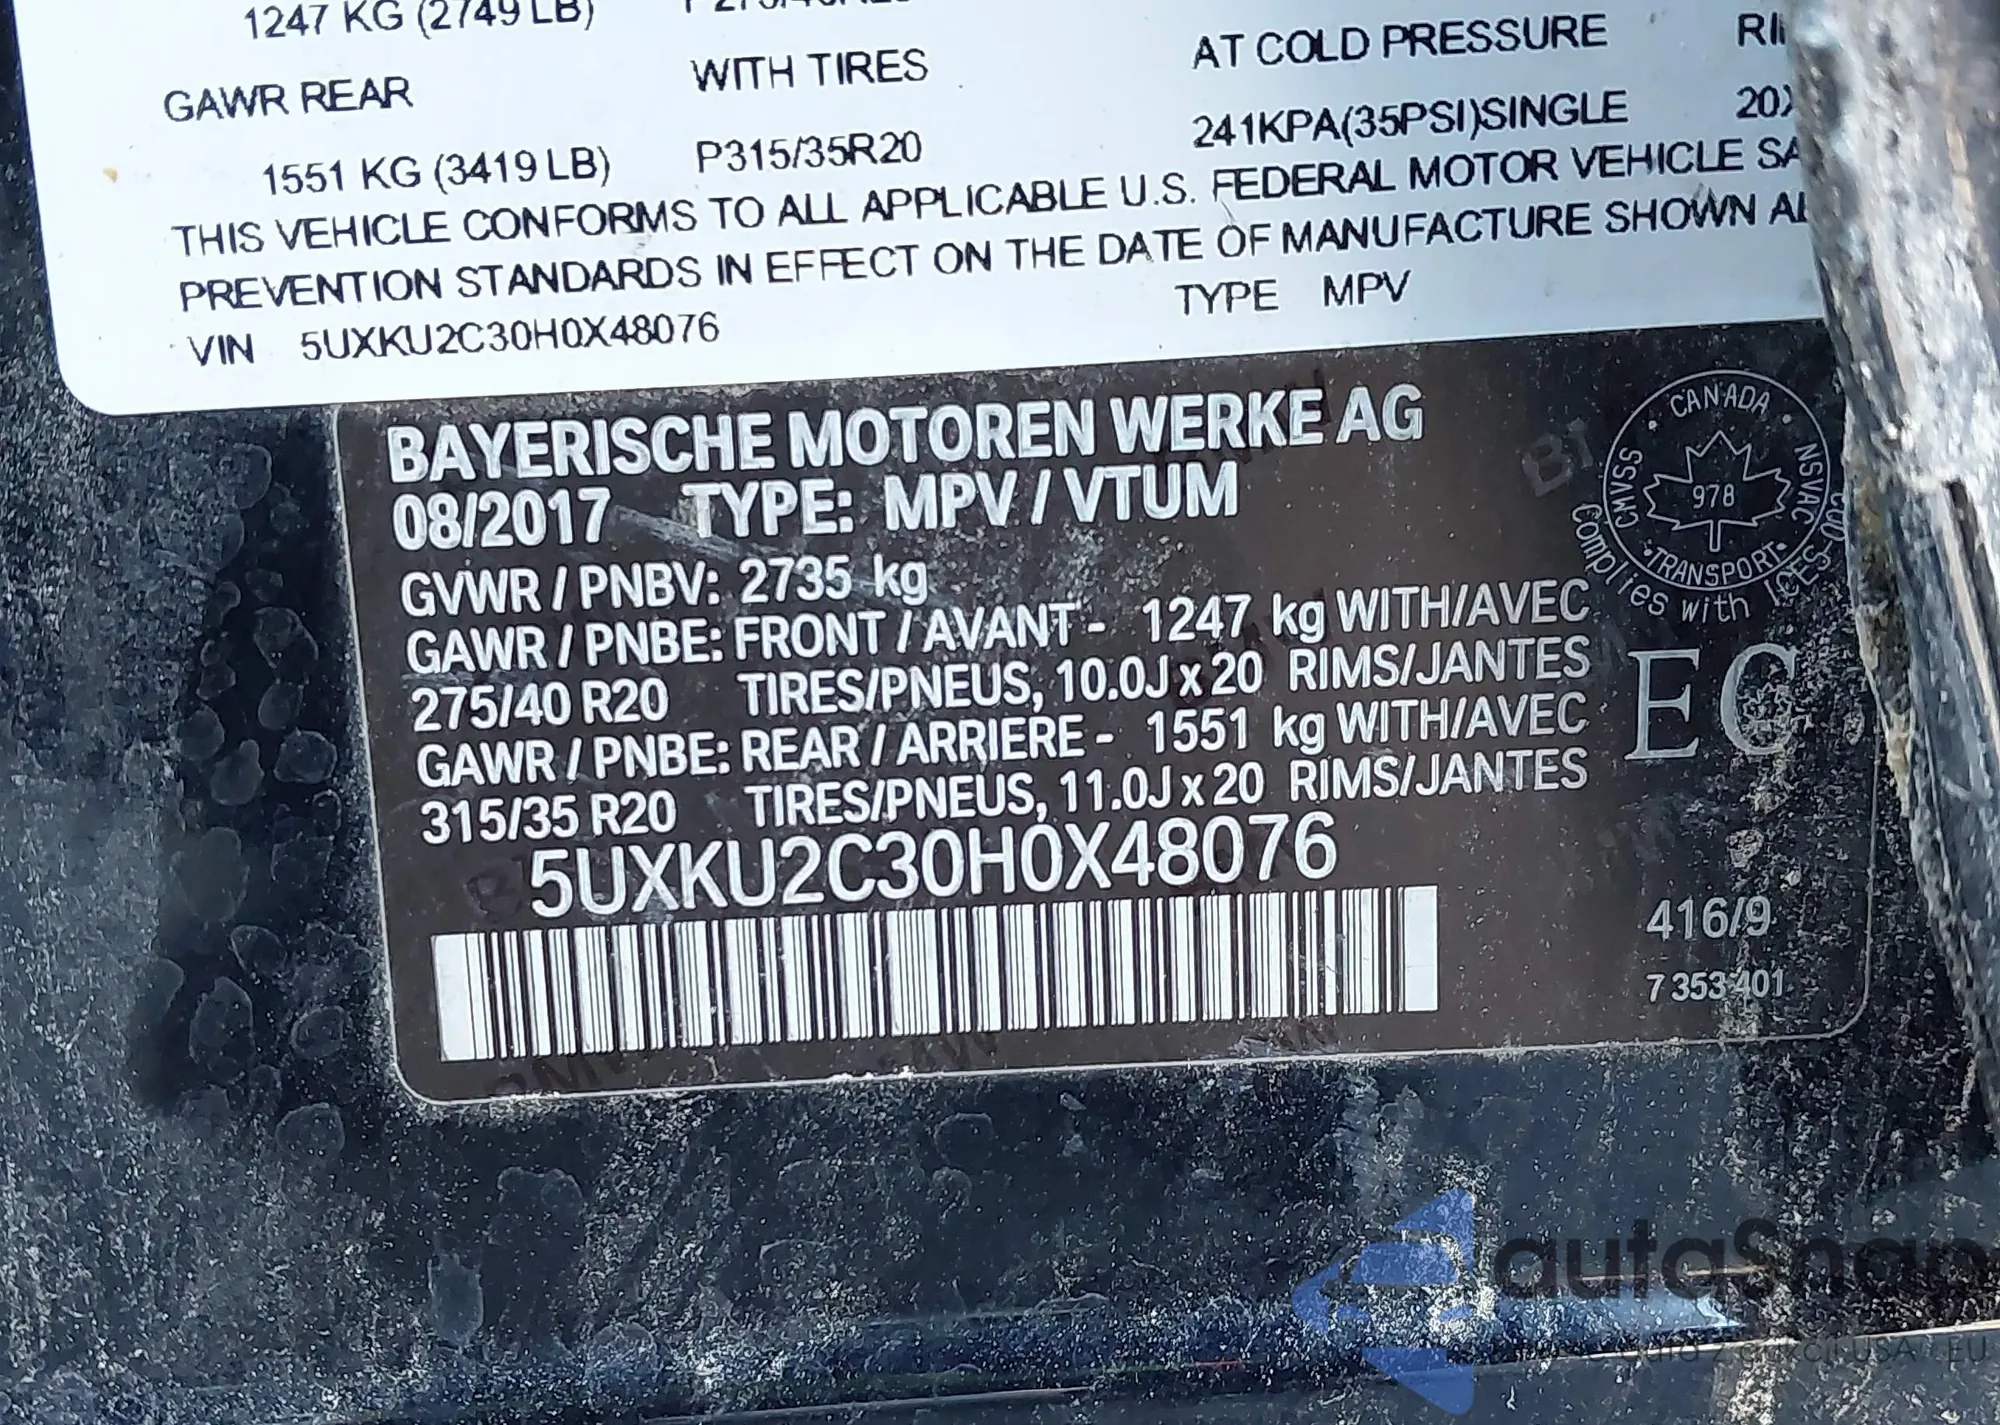 1247 KG (2749 LB)
GAWR REAR WITH TIRES AT COLD PRESSURE
1551 KG (3419 LB) P315/35R20 241KPA(35PSI)SINGLE
THIS VEHICLE CONFORMS TO ALL APPLICABLE U.S. FEDERAL MOTOR VEHICLE
PREVENTION STANDARDS IN EFFECT ON THE DATE OF MANUFACTURE SHOWN
VIN 5UXKU2C30H0X48076 TYPE MPV
BAYERISCHE MOTOREN WERKE AG
08/2017 TYPE: MPV / VTUM
GVWR / PNBV: 2735 kg
GAWR / PNBE: FRONT / AVANT - 1247 kg WITH/AVEC
275/40 R20 TIRES/PNEUS, 10.0J x 20 RIMS/JANTES
GAWR / PNBE: REAR / ARRIERE - 1551 kg WITH/AVEC
315/35 R20 TIRES/PNEUS, 11.0J x 20 RIMS/JANTES
5UXKU2C30H0X48076
CANADA
CMVSS 978 NSVAC
TRANSPORT
Complies with
EC
416/9
7 353 401
autaSnap